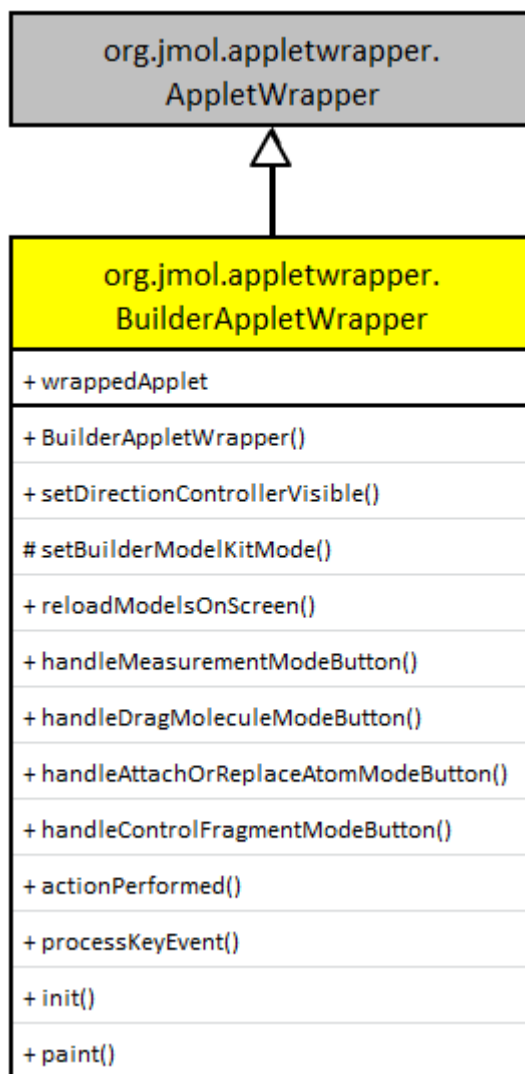 org.jmol.appletwrapper.
AppletWrapper
org.jmol.appletwrapper.
BuilderAppletWrapper
+ wrappedApplet
+ BuilderAppletWrapper()
+ setDirectionControllerVisible()
# setBuilderModelKitMode()
+ reloadModelsOnScreen()
+ handleMeasurementModeButton()
+ handleDragMoleculeModeButton()
+ handleAttachOrReplaceAtomModeButton()
+ handleControlFragmentModeButton()
+ actionPerformed()
+ processKeyEvent()
+ init()
+ paint()